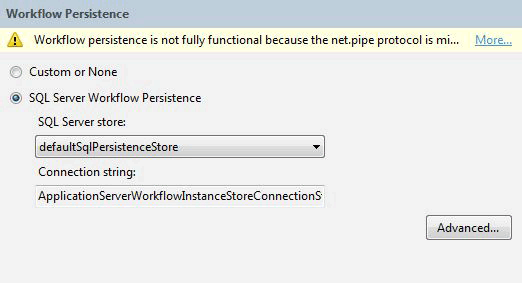 Workflow Persistence
Workflow persistence is not fully functional because the net.pipe protocol is mi... More...
Custom or None
SQL Server Workflow Persistence
SQL Server store:
defaultSqlPersistenceStore
Connection string:
ApplicationServerWorkflowInstanceStoreConnectionS
Advanced...